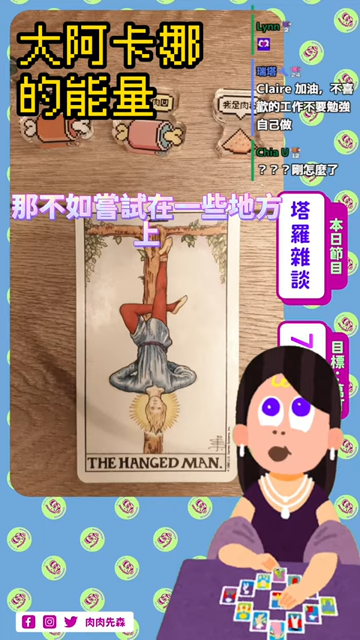 大阿卡娜
的能量
Lynn
瑞塔
Claire 加油，不喜
歡的工作不要勉強
自己做
Chia U
？？？剛怎麼了
那不如嘗試在一些地方
上
本日節目
塔羅雜談
THE HANGED MAN.
肉肉先森